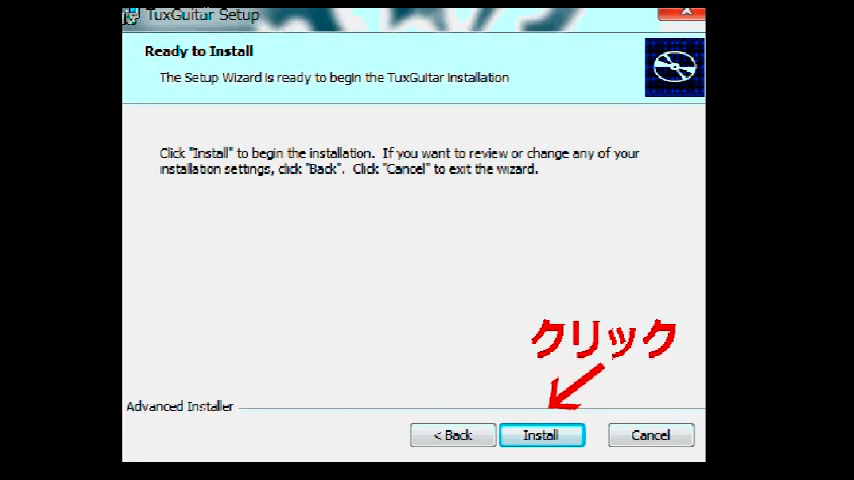 TuxGuitar Setup
Ready to Install
The Setup Wizard is ready to begin the TuxGuitar installation
Click "Install" to begin the installation. If you want to review or change any of your
installation settings, click "Back". Click "Cancel" to exit the wizard.
クリック
Advanced Installer
< Back
Install
Cancel